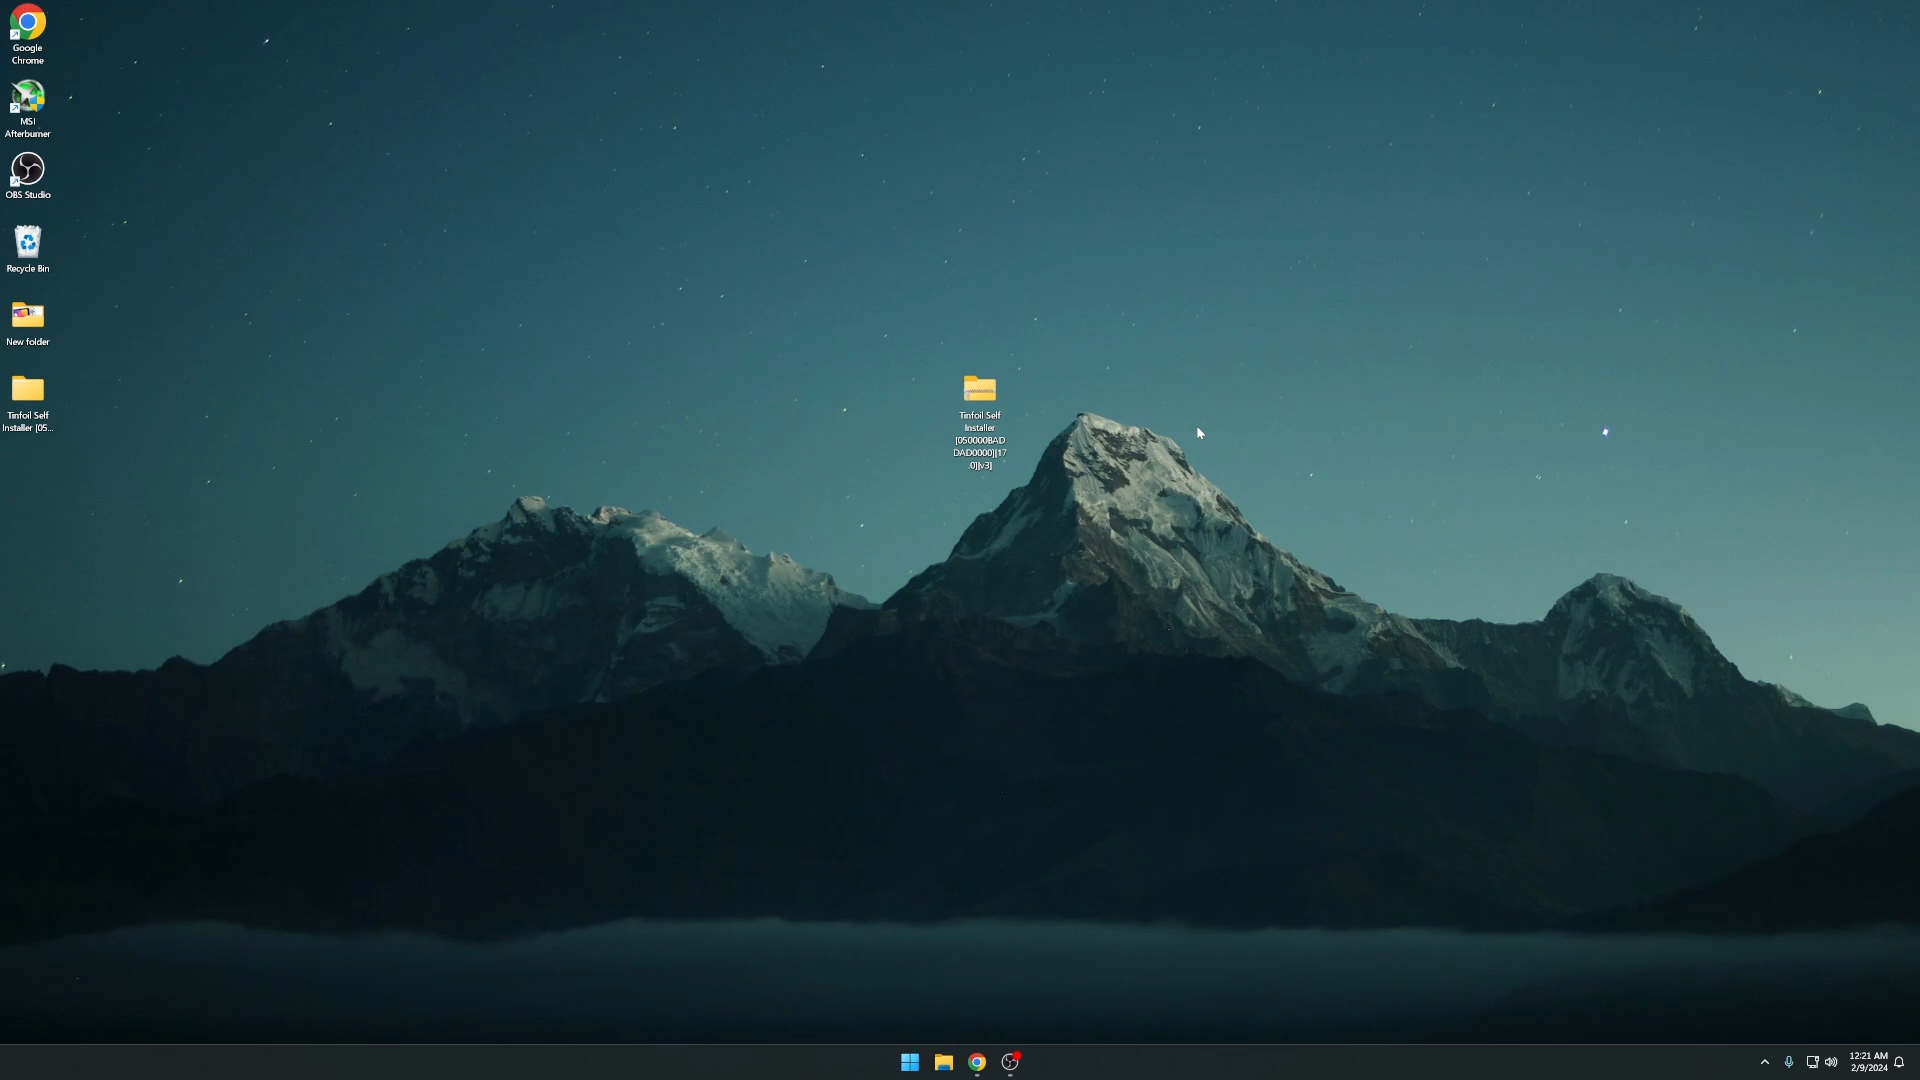 Google
Chrome
MSI
Afterburner
OBS Studio
Recycle Bin
New folder
Tinfoil Self
Installer [05...
Tinfoil Self
Installer
[050000BAD
DAD0000][17
.0][v3]
12:21 AM
2/9/2024